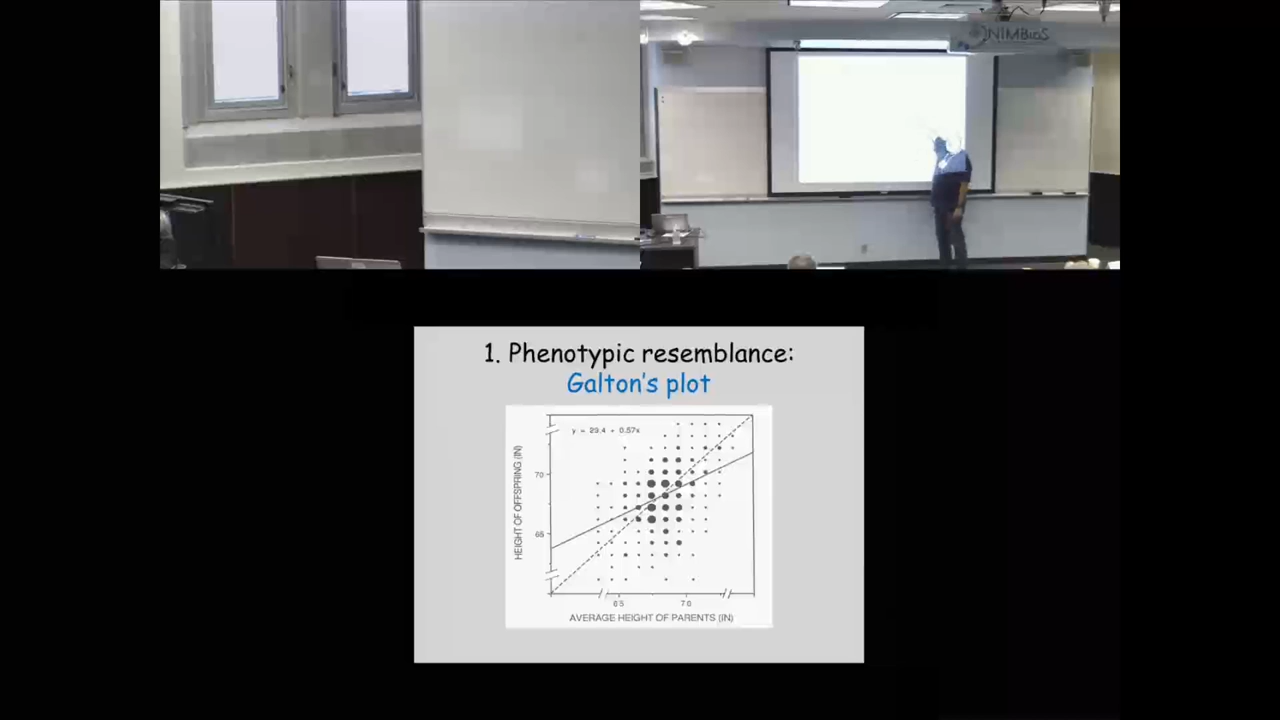 NIMBioS
1. Phenotypic resemblance:
Galton's plot
y = 29.4 + 0.57x
HEIGHT OF OFFSPRING (IN)
70
65
65
70
AVERAGE HEIGHT OF PARENTS (IN)